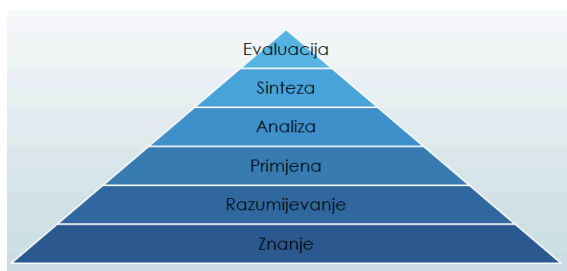 Evaluacija
Sinteza
Analiza
Primjena
Razumijevanje
Znanje